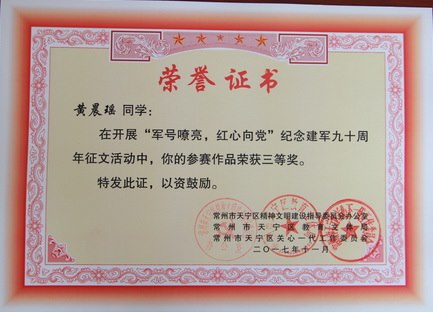 荣誉证书
黄晨瑶 同学：
在开展“军号嘹亮，红心向党”纪念建军九十周
年征文活动中，你的参赛作品荣获三等奖。
特发此证，以资鼓励。
常州市天宁区精神文明建设指导委员会办公室
常州市天宁区教育文体局
常州市天宁区关心下一代工作委员会
二〇一七年十一月